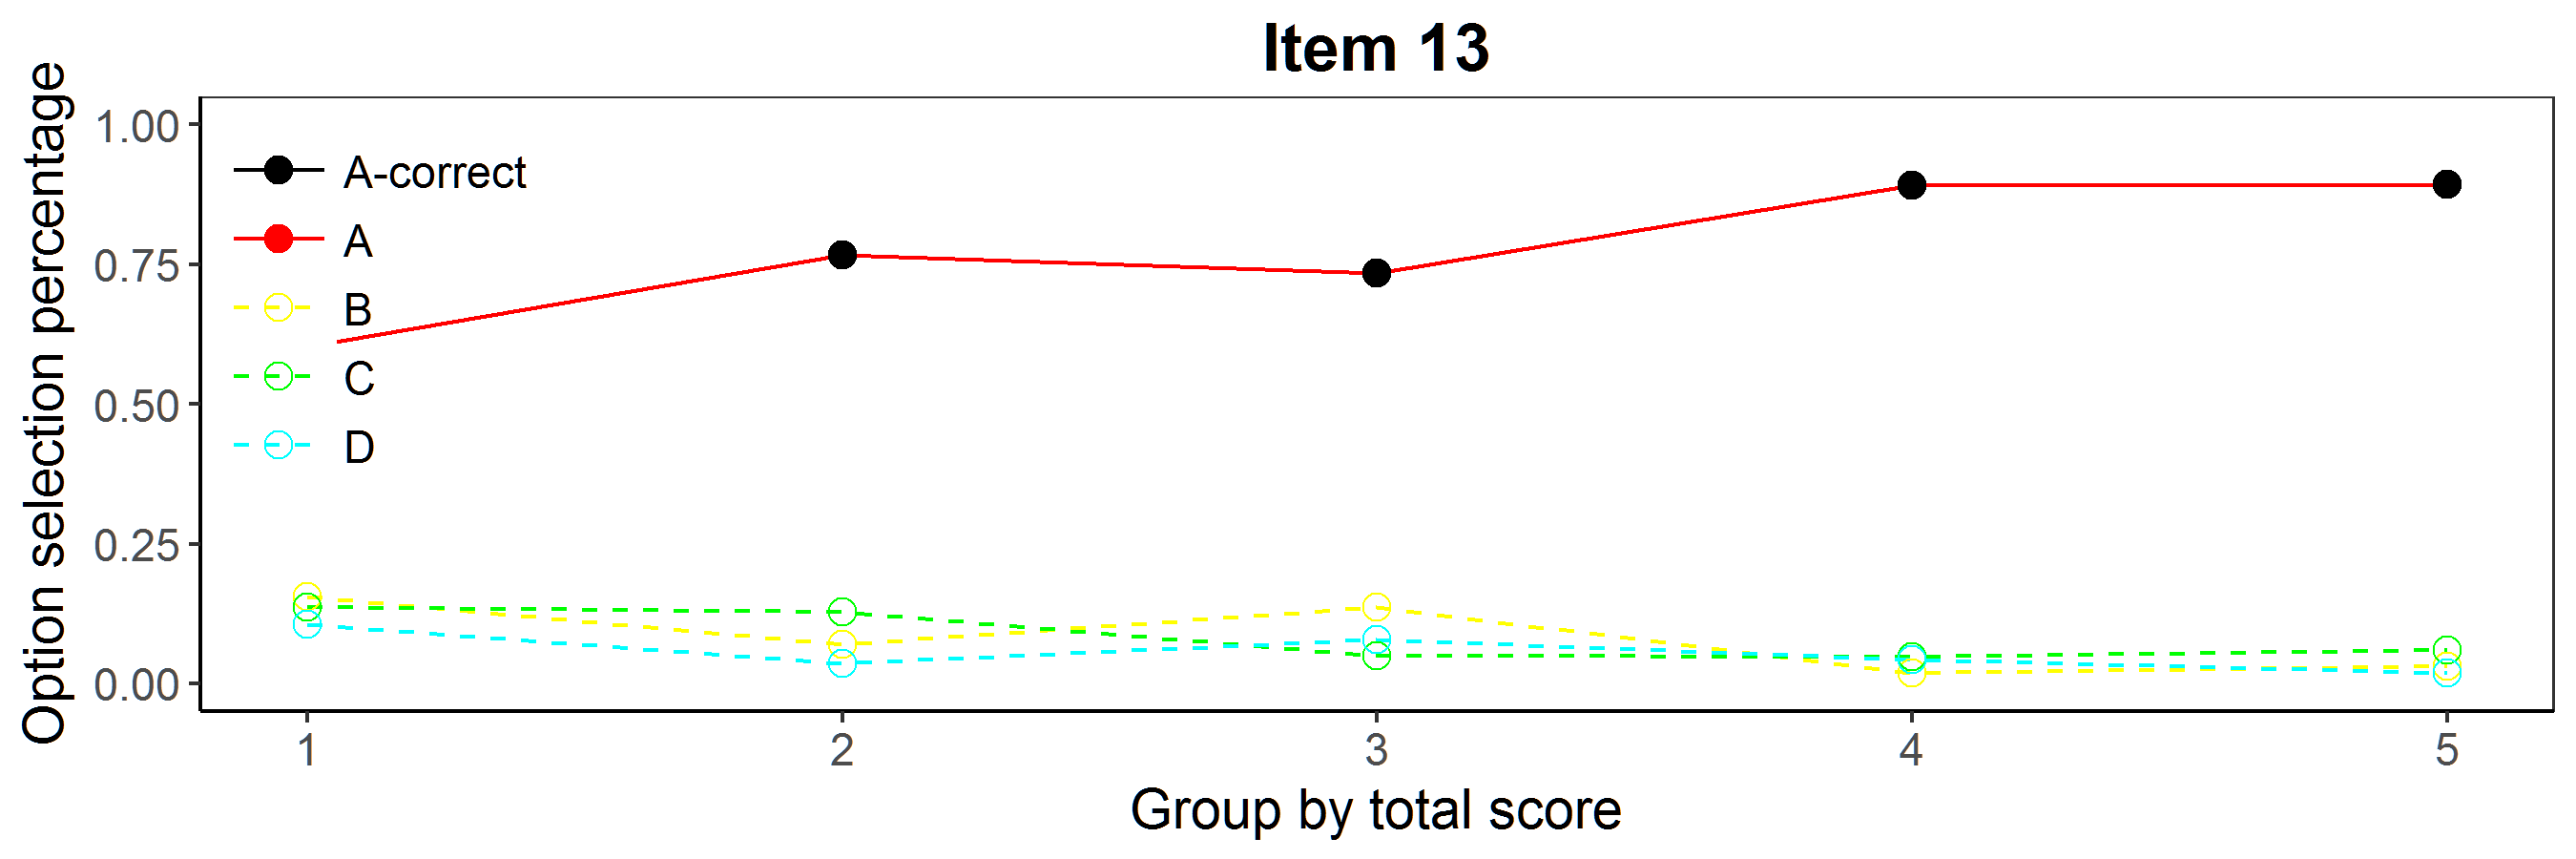 Item 13
Option selection percentage
1.00
0.75
0.50
0.25
0.00
A-correct
A
B
C
D
1 2 3 4 5
Group by total score